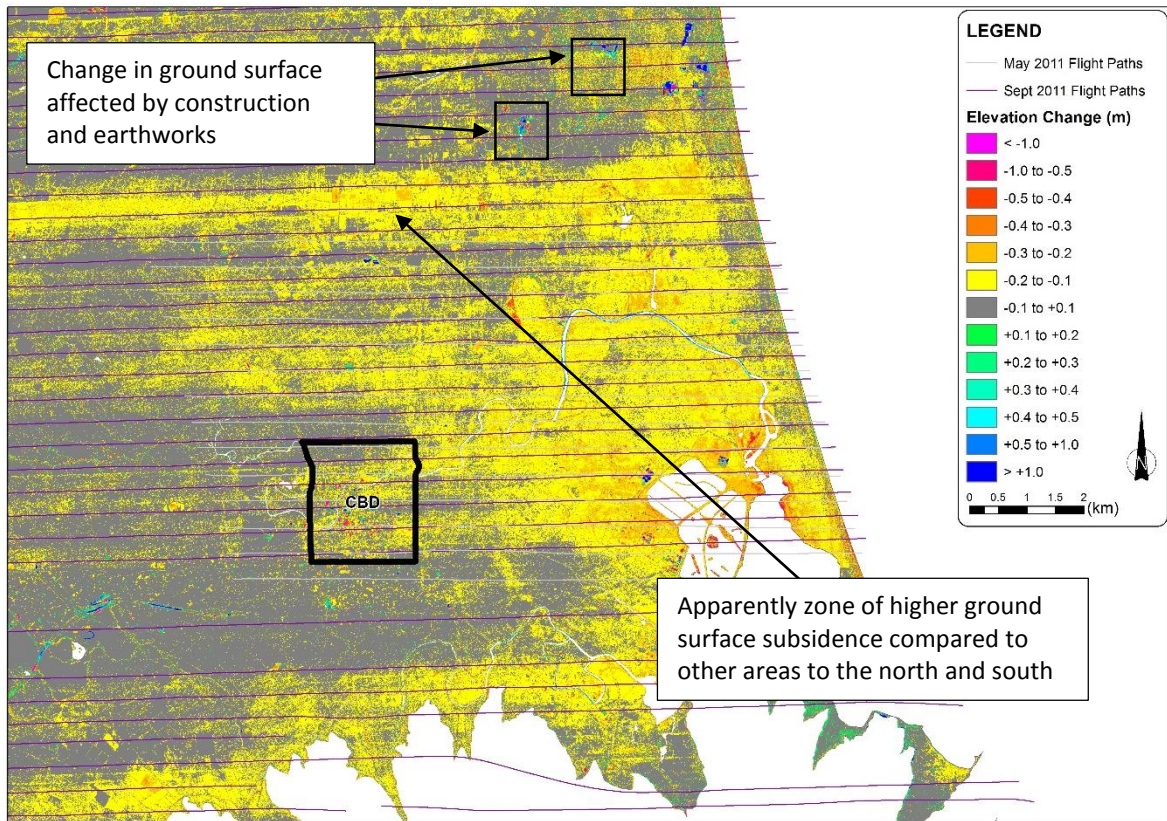 Change in ground surface
affected by construction
and earthworks
CBD
Apparently zone of higher ground
surface subsidence compared to
other areas to the north and south
LEGEND
May 2011 Flight Paths
Sept 2011 Flight Paths
Elevation Change (m)
< -1.0
-1.0 to -0.5
-0.5 to -0.4
-0.4 to -0.3
-0.3 to -0.2
-0.2 to -0.1
-0.1 to +0.1
+0.1 to +0.2
+0.2 to +0.3
+0.3 to +0.4
+0.4 to +0.5
+0.5 to +1.0
> +1.0
N
0 0.5 1 1.5 2
(km)